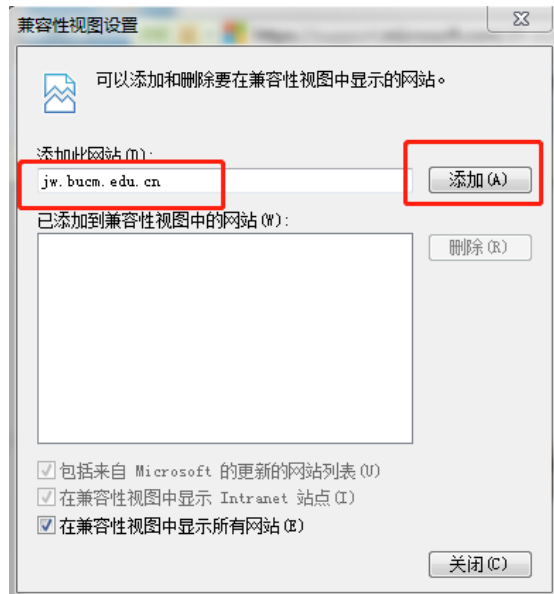 兼容性视图设置
可以添加和删除要在兼容性视图中显示的网站。
添加此网站(D):
jw.bucm.edu.cn
添加(A)
已添加到兼容性视图中的网站(W):
删除(R)
包括来自 Microsoft 的更新的网站列表(U)
在兼容性视图中显示 Intranet 站点(I)
在兼容性视图中显示所有网站(E)
关闭(C)